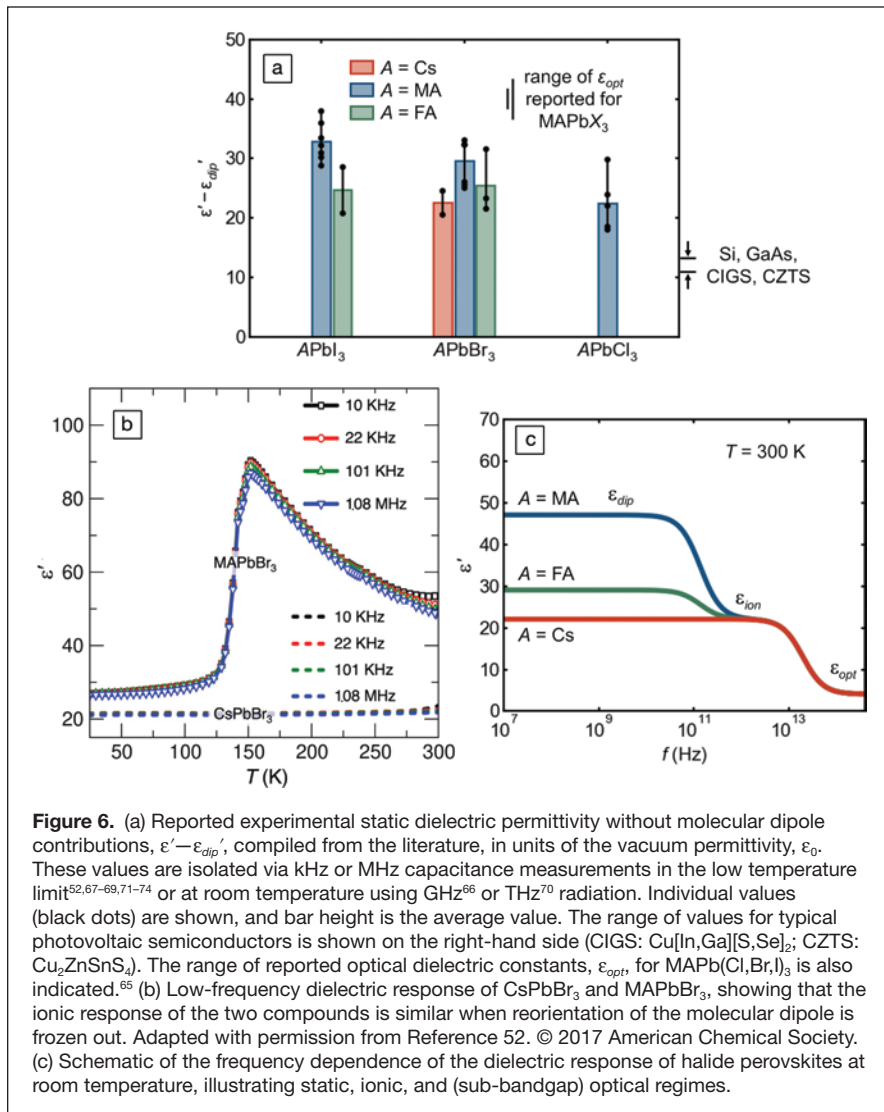 50
a
A = Cs
A = MA
A = FA
range of εopt
reported for
MAPbX3
40
30
20
10
0
ε′ – εdip′
Si, GaAs,
CIGS, CZTS
APbI3 APbBr3 APbCl3
b
100
80
60
40
20
ε′
10 KHz
22 KHz
101 KHz
1.08 MHz
MAPbBr3
10 KHz
22 KHz
101 KHz
1.08 MHz
CsPbBr3
50 100 150 200 250 300
T (K)
c
70
60
50
40
30
20
10
0
ε′
T = 300 K
A = MA
εdip
A = FA
εion
A = Cs
εopt
10^7 10^9 10^11 10^13
f (Hz)
Figure 6. (a) Reported experimental static dielectric permittivity without molecular dipole
contributions, ε′—εdip′, compiled from the literature, in units of the vacuum permittivity, ε0.
These values are isolated via kHz or MHz capacitance measurements in the low temperature
limit52,67–69,71–74 or at room temperature using GHz66 or THz70 radiation. Individual values
(black dots) are shown, and bar height is the average value. The range of values for typical
photovoltaic semiconductors is shown on the right-hand side (CIGS: Cu[In,Ga][S,Se]2; CZTS:
Cu2ZnSnS4). The range of reported optical dielectric constants, εopt, for MAPb(Cl,Br,I)3 is also
indicated.65 (b) Low-frequency dielectric response of CsPbBr3 and MAPbBr3, showing that the
ionic response of the two compounds is similar when reorientation of the molecular dipole is
frozen out. Adapted with permission from Reference 52. © 2017 American Chemical Society.
(c) Schematic of the frequency dependence of the dielectric response of halide perovskites at
room temperature, illustrating static, ionic, and (sub-bandgap) optical regimes.